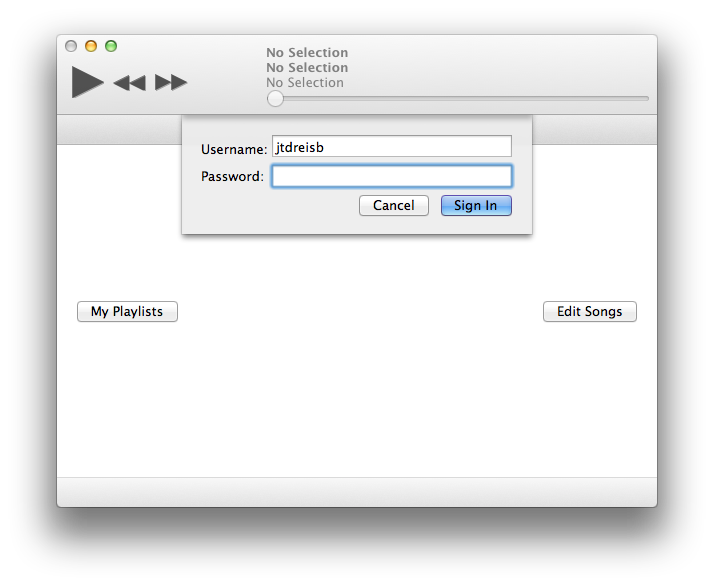 No Selection
No Selection
No Selection
Username: jtdreisb
Password:
Cancel Sign In
My Playlists Edit Songs